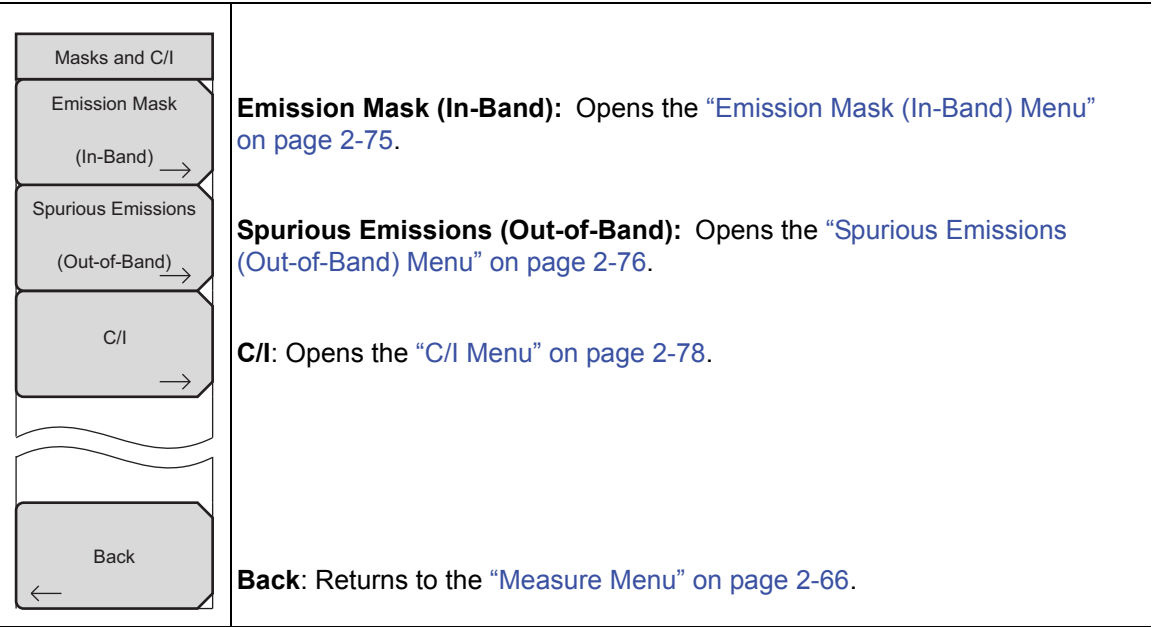 Masks and C/I
Emission Mask
(In-Band)
Spurious Emissions
(Out-of-Band)
C/I
Back
Emission Mask (In-Band): Opens the “Emission Mask (In-Band) Menu”
on page 2-75.
Spurious Emissions (Out-of-Band): Opens the “Spurious Emissions
(Out-of-Band) Menu” on page 2-76.
C/I: Opens the “C/I Menu” on page 2-78.
Back: Returns to the “Measure Menu” on page 2-66.